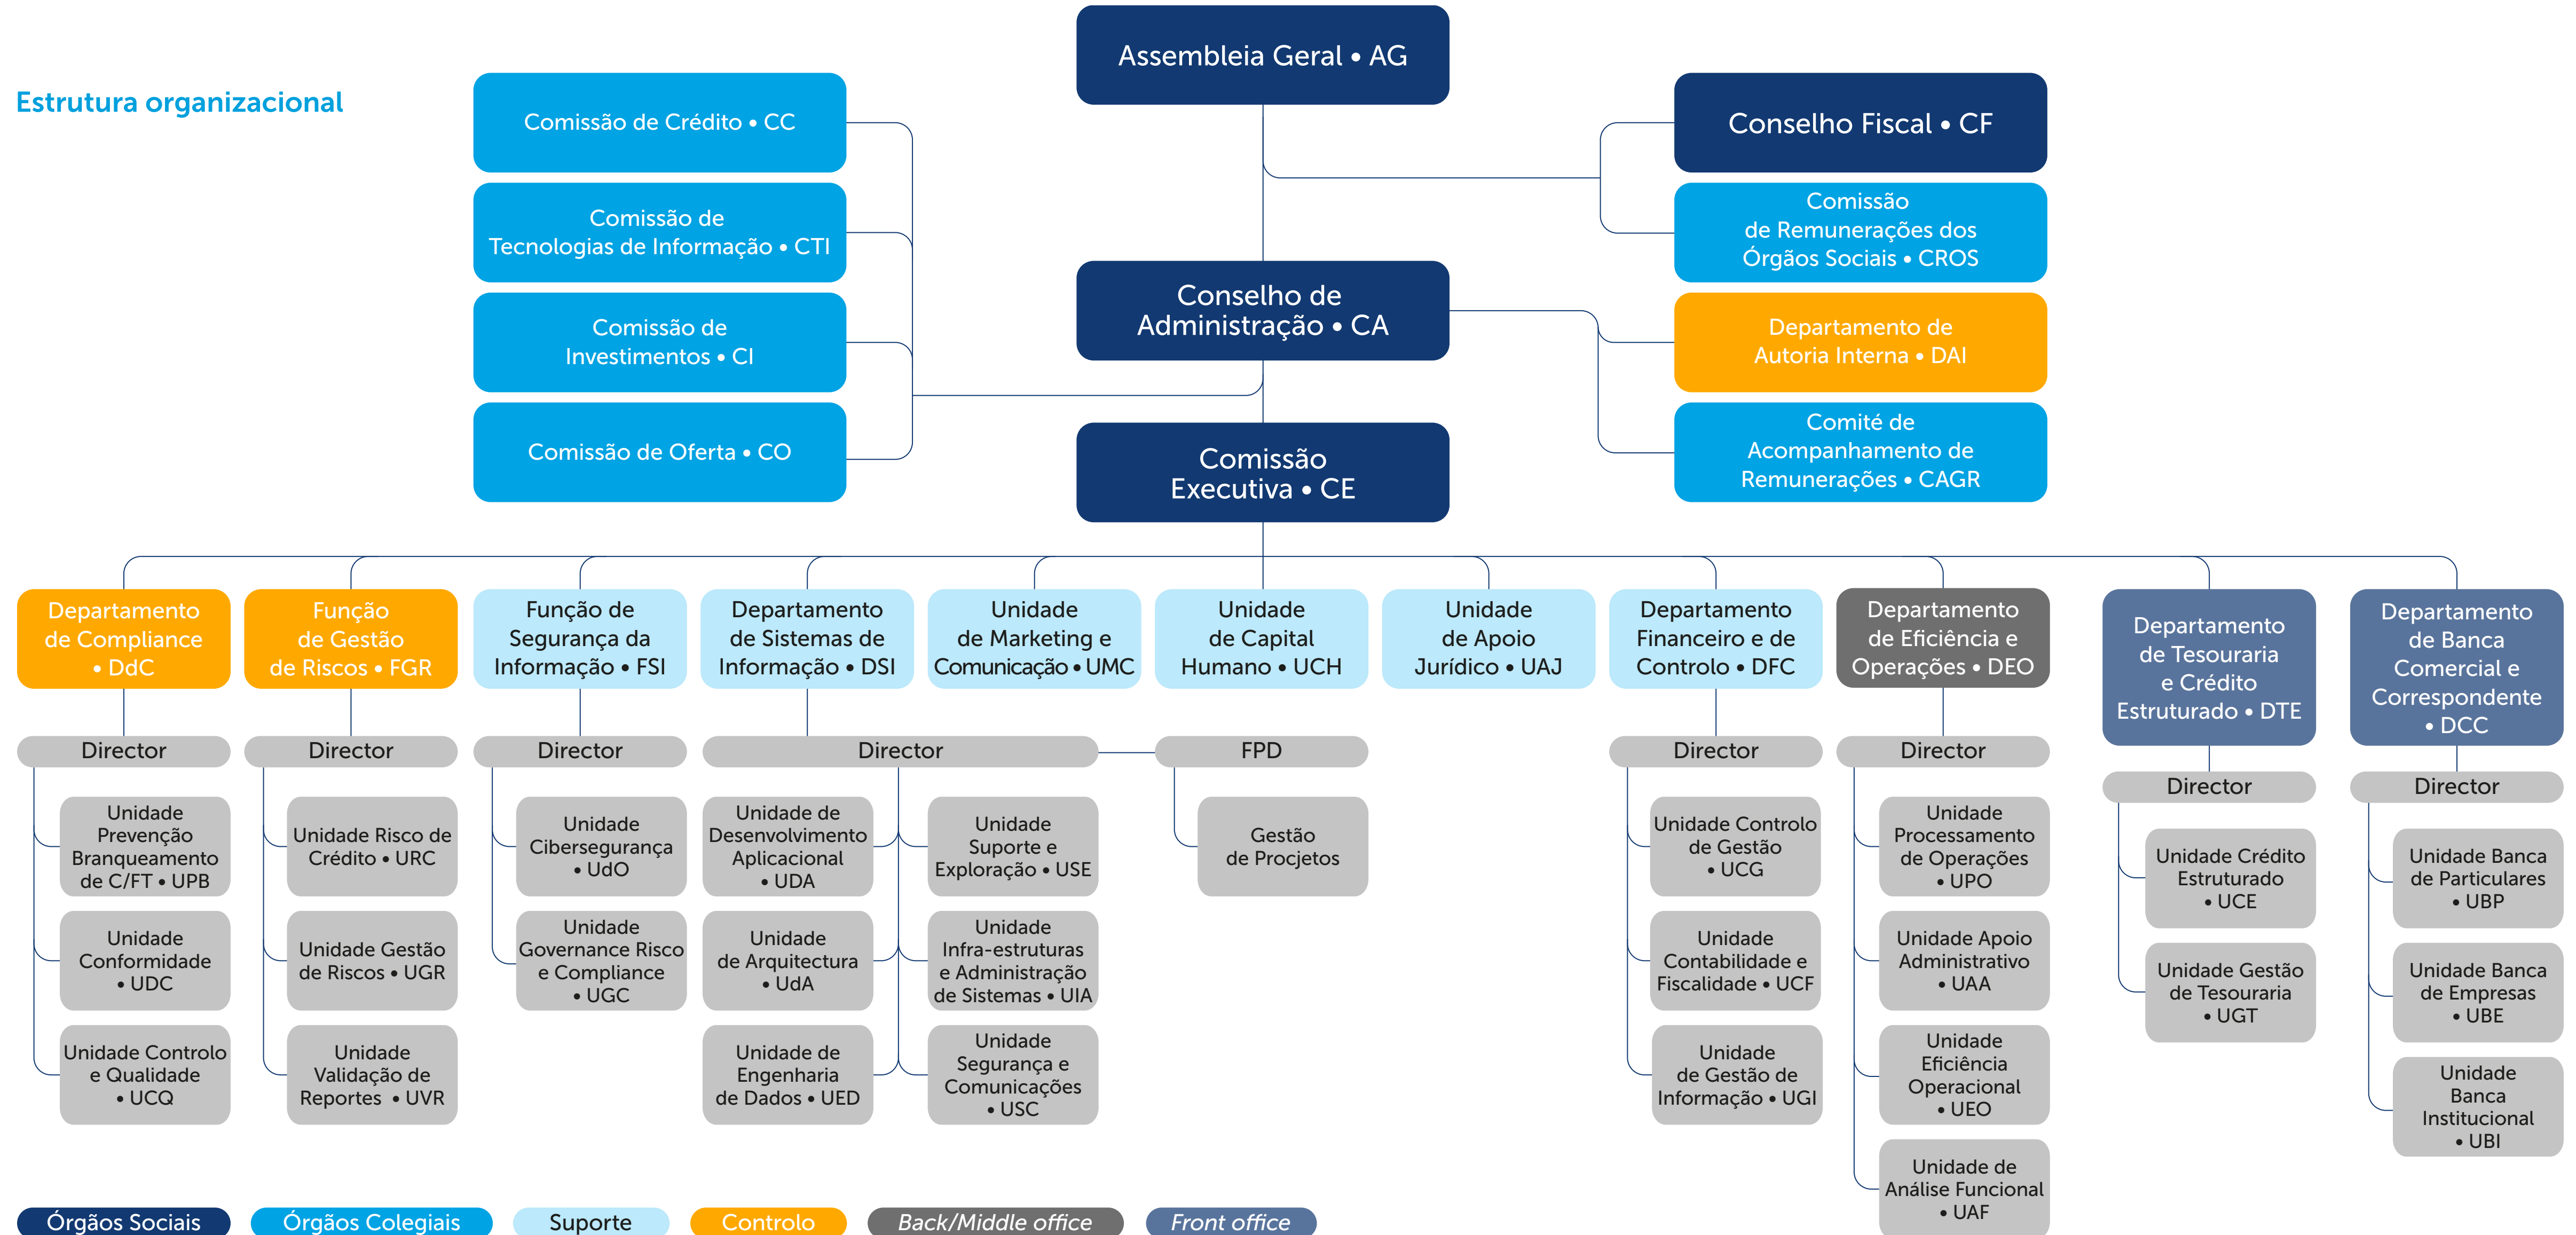 Estrutura organizacional
Assembleia Geral • AG
Comissão de Crédito • CC
Comissão de
Tecnologias de Informação • CTI
Comissão de
Investimentos • CI
Comissão de Oferta • CO
Conselho Fiscal • CF
Comissão
de Remunerações dos
Órgãos Sociais • CROS
Conselho de
Administração • CA
Departamento de
Autoria Interna • DAI
Comité de
Acompanhamento de
Remunerações • CAGR
Comissão
Executiva • CE
Departamento
de Compliance
• DdC
Director
Unidade
Prevenção
Branqueamento
de C/FT • UPB
Unidade
Conformidade
• UDC
Unidade Controlo
e Qualidade
• UCQ
Função
de Gestão
de Riscos • FGR
Director
Unidade Risco de
Crédito • URC
Unidade Gestão
de Riscos • UGR
Unidade
Validação de
Reportes • UVR
Função de
Segurança da
Informação • FSI
Director
Unidade
Cibersegurança
• UdO
Unidade
Governance Risco
e Compliance
• UGC
Departamento
de Sistemas de
Informação • DSI
Director
Unidade de
Desenvolvimento
Aplicacional
• UDA
Unidade
de Arquitectura
• UdA
Unidade de
Engenharia
de Dados • UED
Unidade
Suporte e
Exploração • USE
Unidade
Infra-estruturas
e Administração
de Sistemas • UIA
Unidade
Segurança e
Comunicações
• USC
FPD
Gestão
de Procjetos
Unidade
de Marketing e
Comunicação • UMC
Unidade
de Capital
Humano • UCH
Unidade
de Apoio
Jurídico • UAJ
Departamento
Financeiro e de
Controlo • DFC
Director
Unidade Controlo
de Gestão
• UCG
Unidade
Contabilidade e
Fiscalidade • UCF
Unidade
de Gestão de
Informação • UGI
Departamento
de Eficiência e
Operações • DEO
Director
Unidade
Processamento
de Operações
• UPO
Unidade Apoio
Administrativo
• UAA
Unidade
Eficiência
Operacional
• UEO
Unidade de
Análise Funcional
• UAF
Departamento
de Tesouraria
e Crédito
Estruturado • DTE
Director
Unidade Crédito
Estruturado
• UCE
Unidade Gestão
de Tesouraria
• UGT
Departamento
de Banca
Comercial e
Correspondente
• DCC
Director
Unidade Banca
de Particulares
• UBP
Unidade Banca
de Empresas
• UBE
Unidade
Banca
Institucional
• UBI
Órgãos Sociais
Órgãos Colegiais
Suporte
Controlo
Back/Middle office
Front office